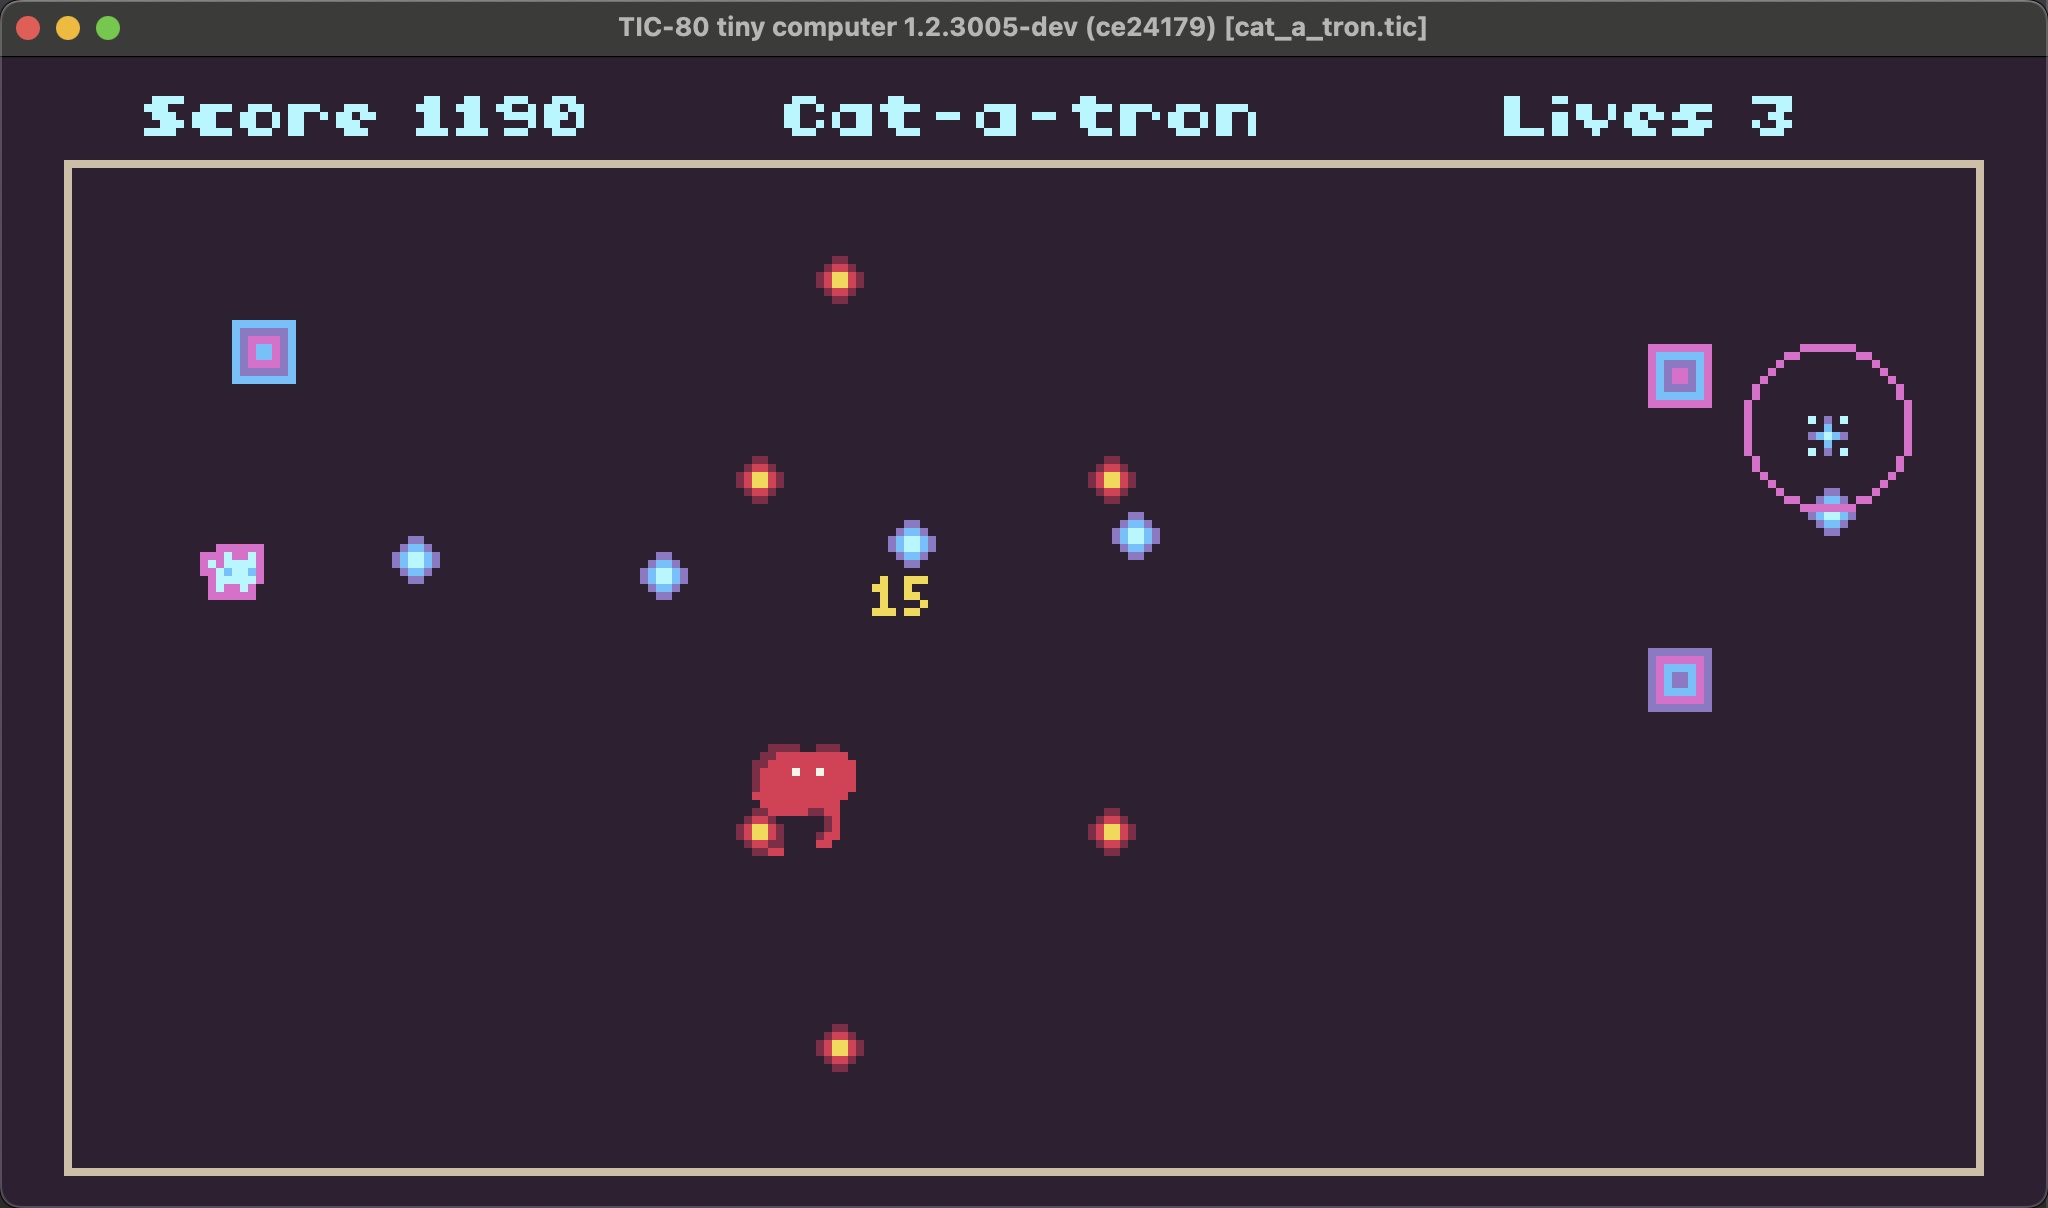 TIC-80 tiny computer 1.2.3005-dev (ce24179) [cat_a_tron.tic]
Score 1190 Cat-a-tron Lives 3
15